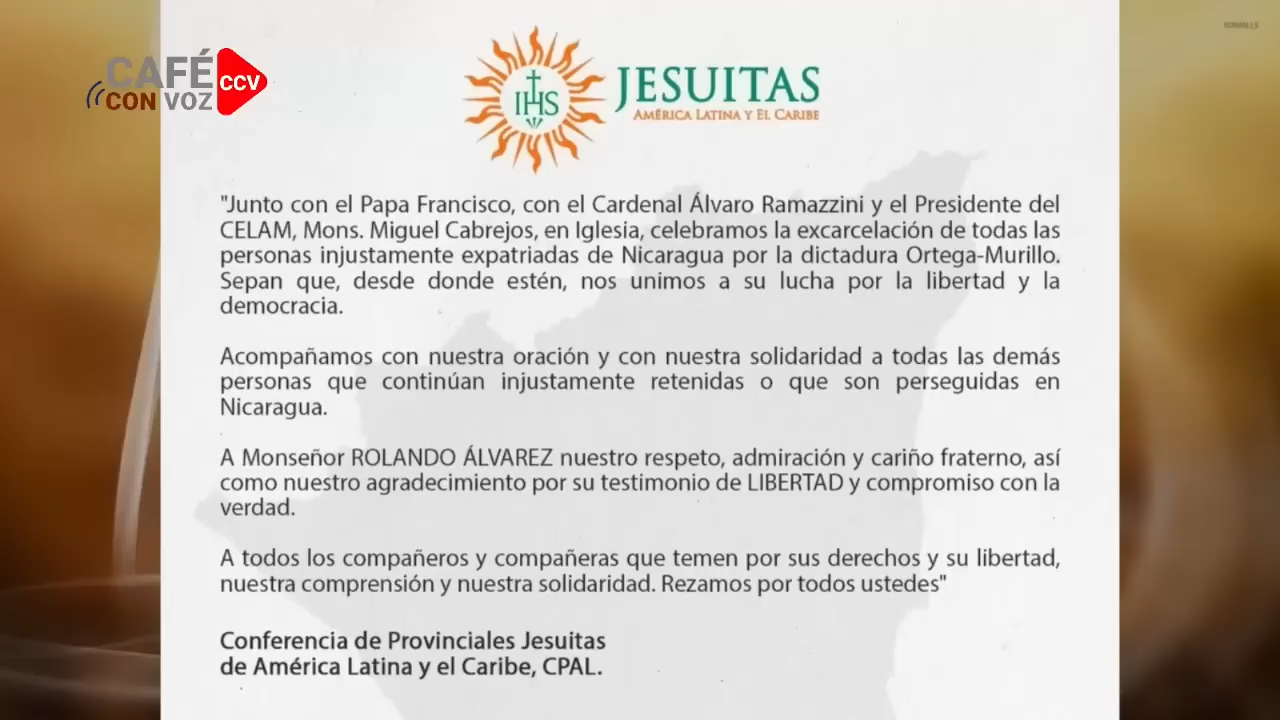 CAFÉ
CON VOZ
CCV
IHS
JESUITAS
AMÉRICA LATINA Y EL CARIBE
"Junto con el Papa Francisco, con el Cardenal Álvaro Ramazzini y el Presidente del
CELAM, Mons. Miguel Cabrejos, en Iglesia, celebramos la excarcelación de todas las
personas injustamente expatriadas de Nicaragua por la dictadura Ortega-Murillo.
Sepan que, desde donde estén, nos unimos a su lucha por la libertad y la
democracia.
Acompañamos con nuestra oración y con nuestra solidaridad a todas las demás
personas que continúan injustamente retenidas o que son perseguidas en
Nicaragua.
A Monseñor ROLANDO ÁLVAREZ nuestro respeto, admiración y cariño fraterno, así
como nuestro agradecimiento por su testimonio de LIBERTAD y compromiso con la
verdad.
A todos los compañeros y compañeras que temen por sus derechos y su libertad,
nuestra comprensión y nuestra solidaridad. Rezamos por todos ustedes"
Conferencia de Provinciales Jesuitas
de América Latina y el Caribe, CPAL.